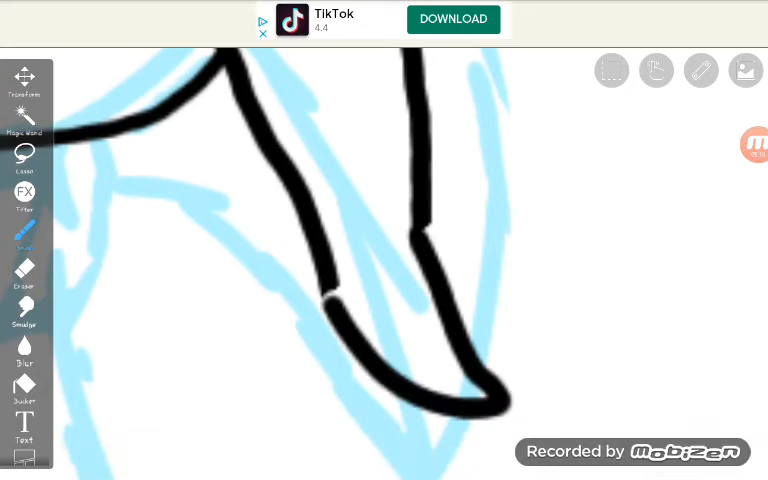 TikTok
4.4
DOWNLOAD
Transform
Magic Wand
Lasso
FX
Filter
Eraser
Smudge
Blur
Bucket
T
Text
Recorded by mobizen